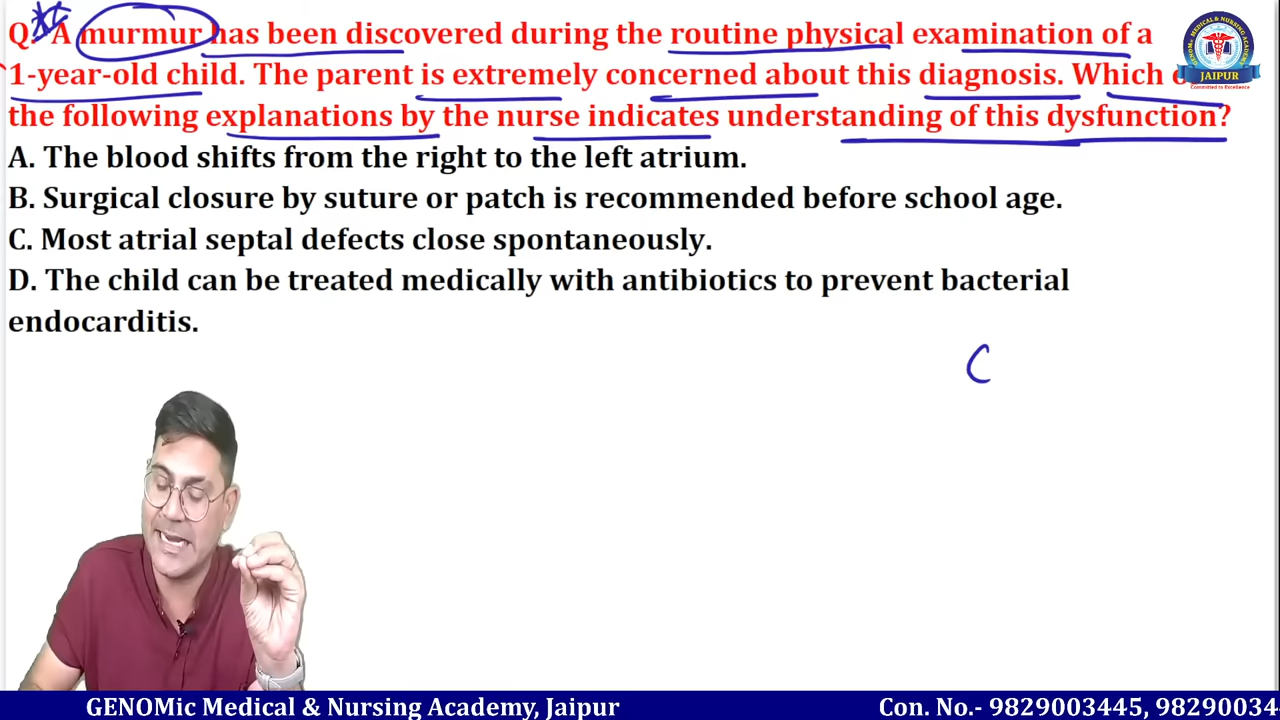 Q. A murmur has been discovered during the routine physical examination of a
1-year-old child. The parent is extremely concerned about this diagnosis. Which
the following explanations by the nurse indicates understanding of this dysfunction?
A. The blood shifts from the right to the left atrium.
B. Surgical closure by suture or patch is recommended before school age.
C. Most atrial septal defects close spontaneously.
D. The child can be treated medically with antibiotics to prevent bacterial
endocarditis.
C
JAIPUR
Committed to Excellence
GENOMic Medical & Nursing Academy, Jaipur
Con. No.- 9829003445, 98290034